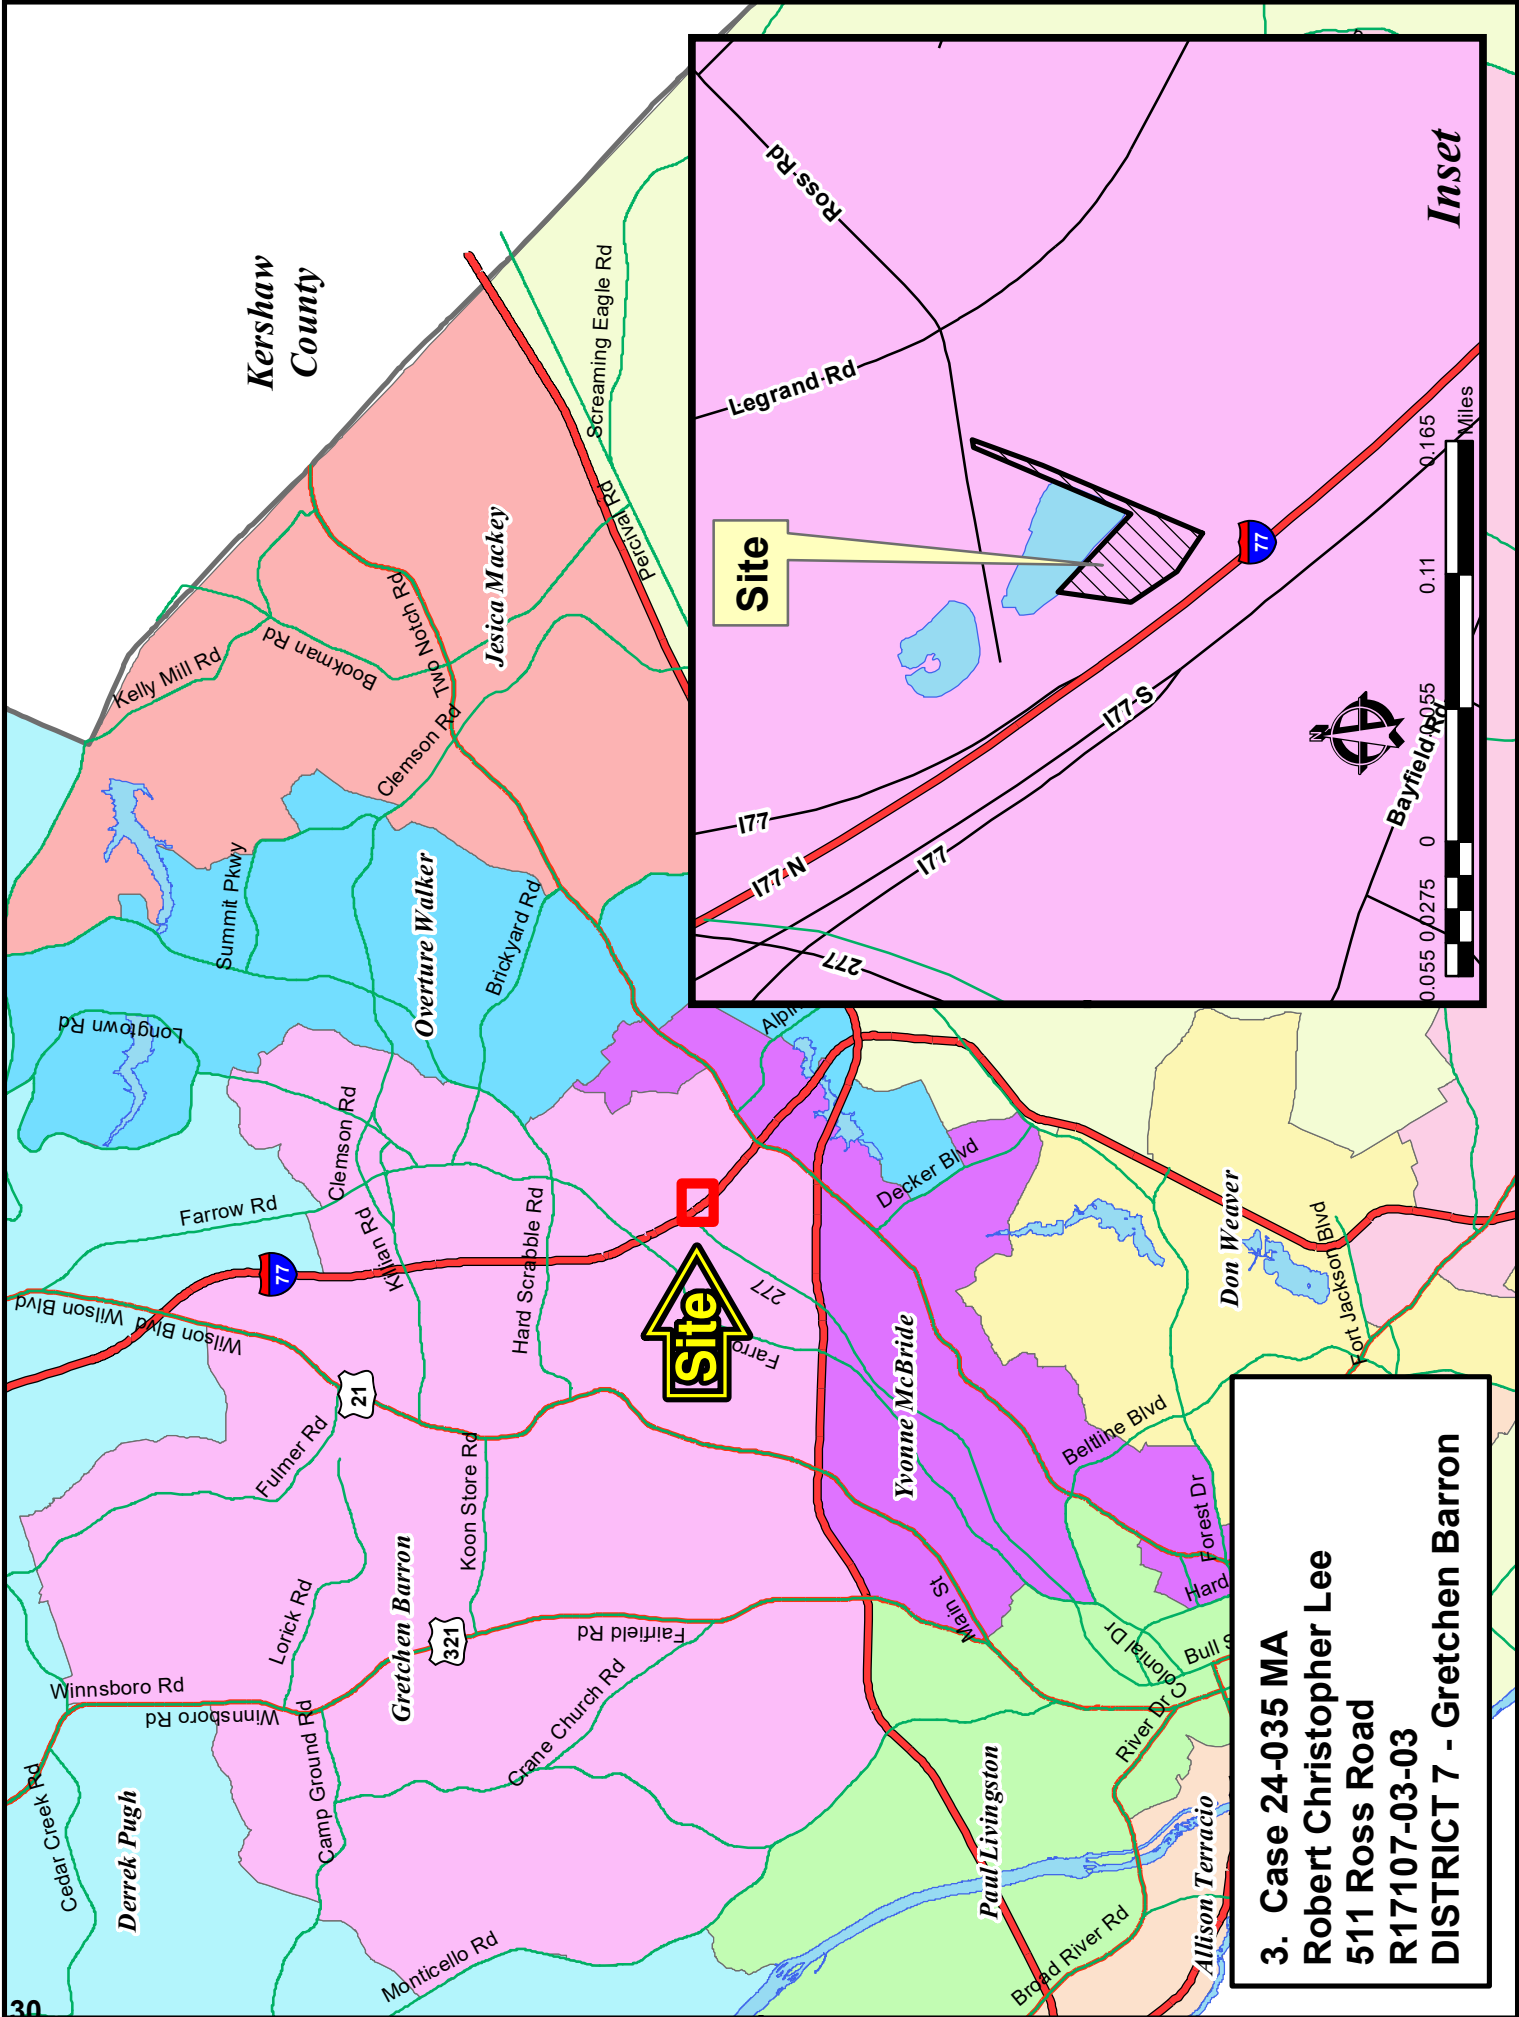 30
Kershaw
County
Derrek Pugh
Gretchen Barron
Overture Walker
Jesica Mackey
Yvonne McBride
Paul Livingston
Don Weaver
Allison Terracio
Cedar Creek Rd
Winnsboro Rd
Winnsboro Rd
Lorick Rd
Camp Ground Rd
Crane Church Rd
Monticello Rd
Fairfield Rd
Koon Store Rd
Fulmer Rd
321
21
77
Wilson Blvd
Wilson Blvd
Wilson Blvd
Farrow Rd
Killian Rd
Clemson Rd
Hard Scrabble Rd
Longtown Rd
Summit Pkwy
Brickyard Rd
Clemson Rd
Two Notch Rd
Bookman Rd
Kelly Mill Rd
Percival Rd
Screaming Eagle Rd
277
Site
Decker Blvd
Main St
Beltline Blvd
Forest Dr
Hard
Colonial Dr
Bull S
River Dr
Broad River Rd
Fort Jackson Blvd
Inset
Site
Ross Rd
Legrand Rd
I77
I77 N
I77
I77-S
277
77
Bayfield Rd
N
0.055 0.0275 0 0.055 0.11 0.165
Miles
3. Case 24-035 MA
Robert Christopher Lee
511 Ross Road
R17107-03-03
DISTRICT 7 - Gretchen Barron